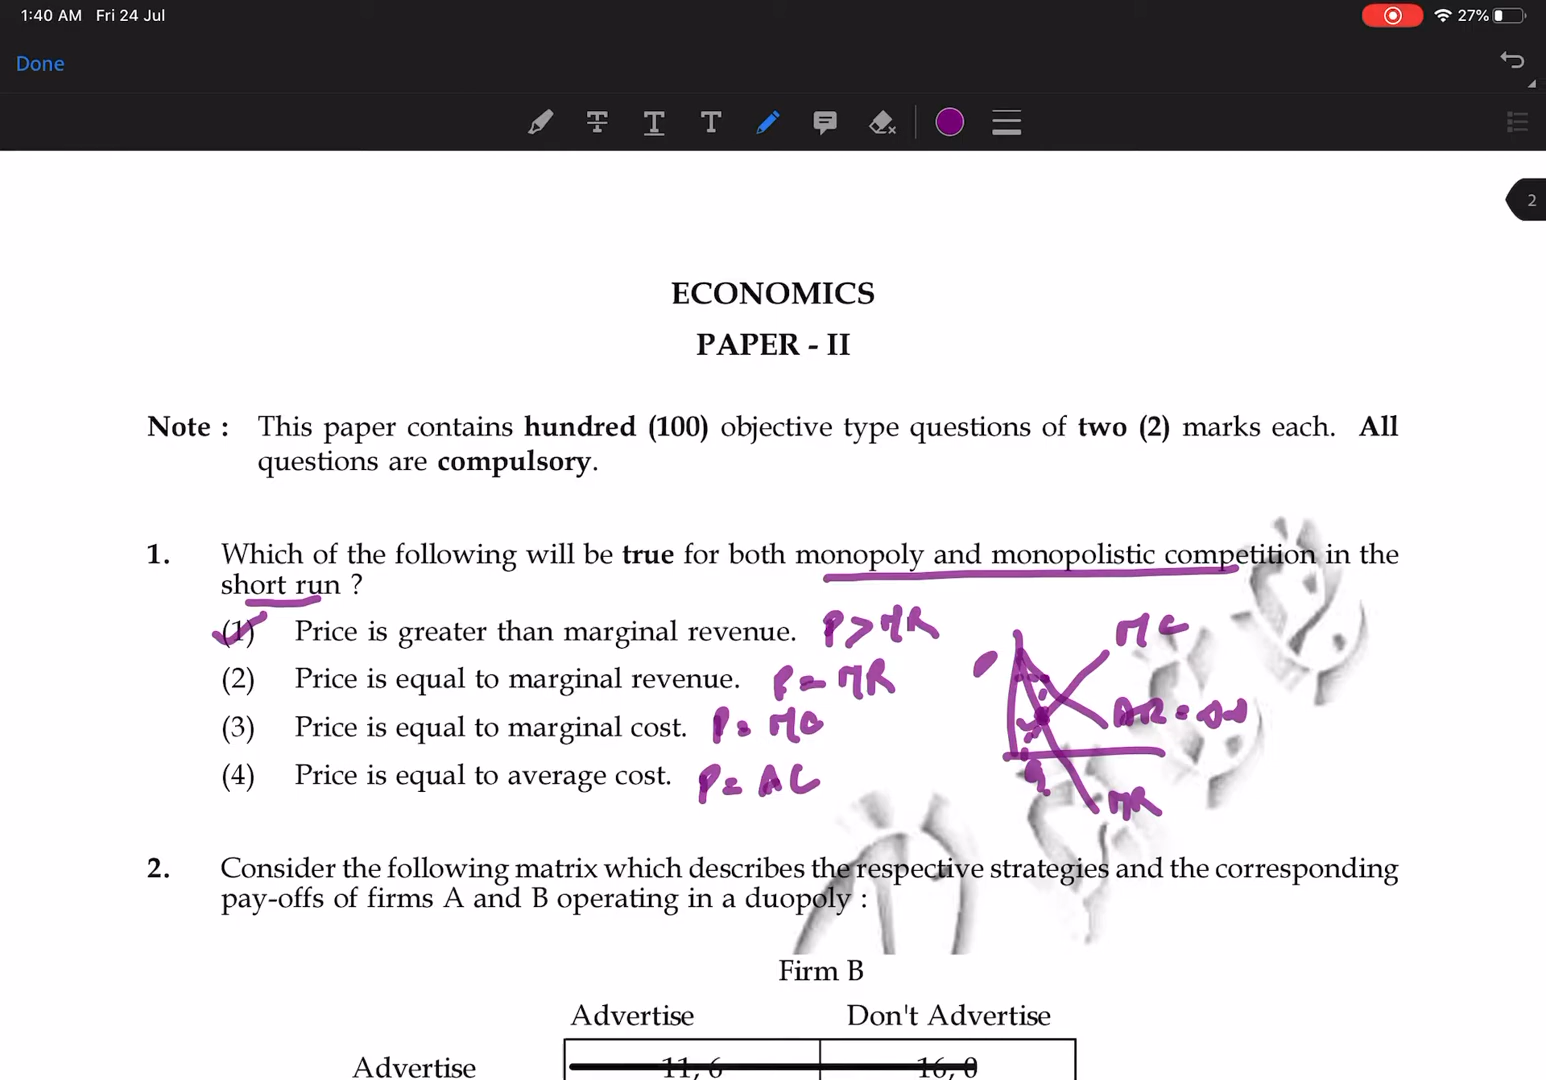 1:40 AM Fri 24 Jul
27%
Done
2
ECONOMICS
PAPER - II
Note : This paper contains hundred (100) objective type questions of two (2) marks each. All
questions are compulsory.
1. Which of the following will be true for both monopoly and monopolistic competition in the
short run ?
(1) Price is greater than marginal revenue. P > MR
(2) Price is equal to marginal revenue. P = MR
(3) Price is equal to marginal cost. P = MC
(4) Price is equal to average cost. P = AC
MC
AR =
MR
2. Consider the following matrix which describes the respective strategies and the corresponding
pay-offs of firms A and B operating in a duopoly :
Firm B
Advertise Don't Advertise
Advertise 11, 6 16, 0